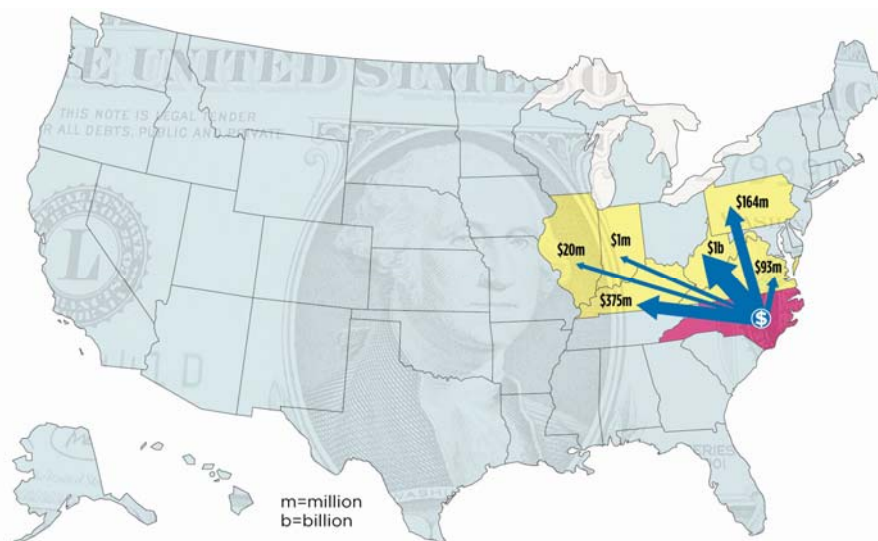 E UNITED STATES O
THIS NOTE IS LEGAL TENDER
R ALL DEBTS, PUBLIC AND PRIVATE
L
$164m
$1b
$93m
$1m
$20m
$375m
$
D
SERIES
m=million
b=billion